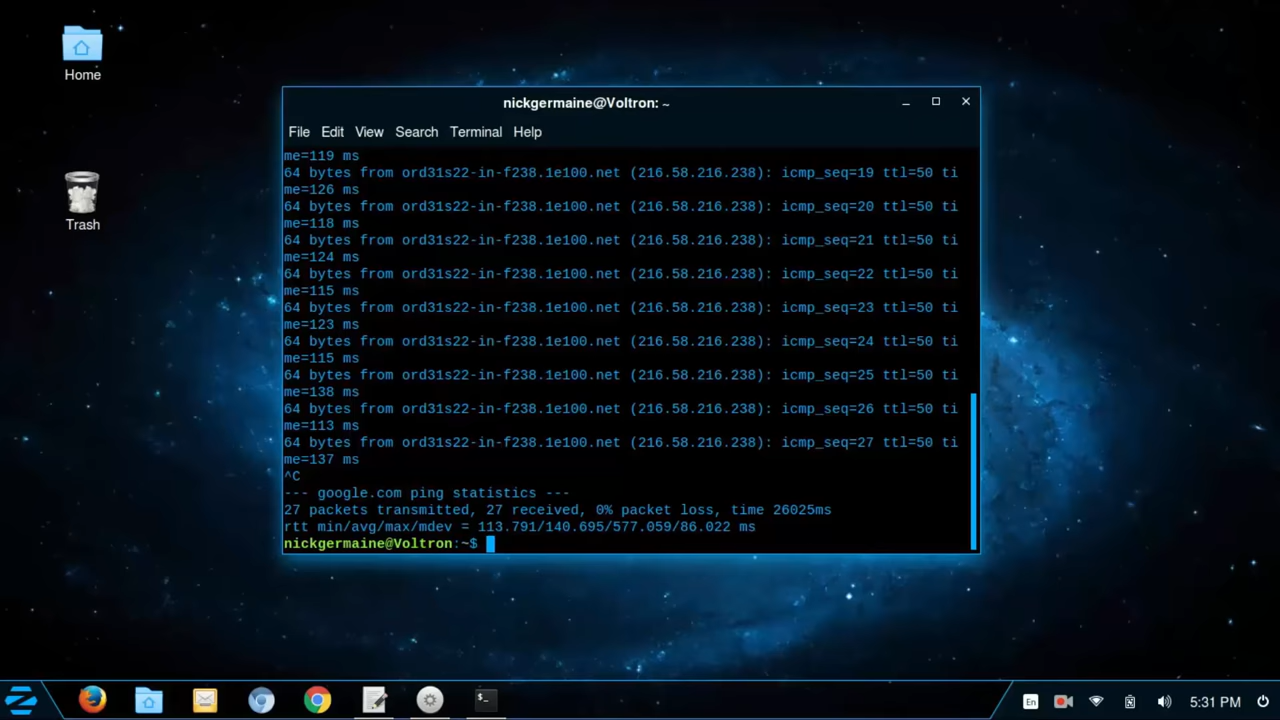 Home
Trash
nickgermaine@Voltron: ~
File Edit View Search Terminal Help
me=119 ms
64 bytes from ord31s22-in-f238.1e100.net (216.58.216.238): icmp_seq=19 ttl=50 ti
me=126 ms
64 bytes from ord31s22-in-f238.1e100.net (216.58.216.238): icmp_seq=20 ttl=50 ti
me=118 ms
64 bytes from ord31s22-in-f238.1e100.net (216.58.216.238): icmp_seq=21 ttl=50 ti
me=124 ms
64 bytes from ord31s22-in-f238.1e100.net (216.58.216.238): icmp_seq=22 ttl=50 ti
me=115 ms
64 bytes from ord31s22-in-f238.1e100.net (216.58.216.238): icmp_seq=23 ttl=50 ti
me=123 ms
64 bytes from ord31s22-in-f238.1e100.net (216.58.216.238): icmp_seq=24 ttl=50 ti
me=115 ms
64 bytes from ord31s22-in-f238.1e100.net (216.58.216.238): icmp_seq=25 ttl=50 ti
me=138 ms
64 bytes from ord31s22-in-f238.1e100.net (216.58.216.238): icmp_seq=26 ttl=50 ti
me=113 ms
64 bytes from ord31s22-in-f238.1e100.net (216.58.216.238): icmp_seq=27 ttl=50 ti
me=137 ms
^C
--- google.com ping statistics ---
27 packets transmitted, 27 received, 0% packet loss, time 26025ms
rtt min/avg/max/mdev = 113.791/140.695/577.059/86.022 ms
nickgermaine@Voltron:~$
$_
En
5:31 PM